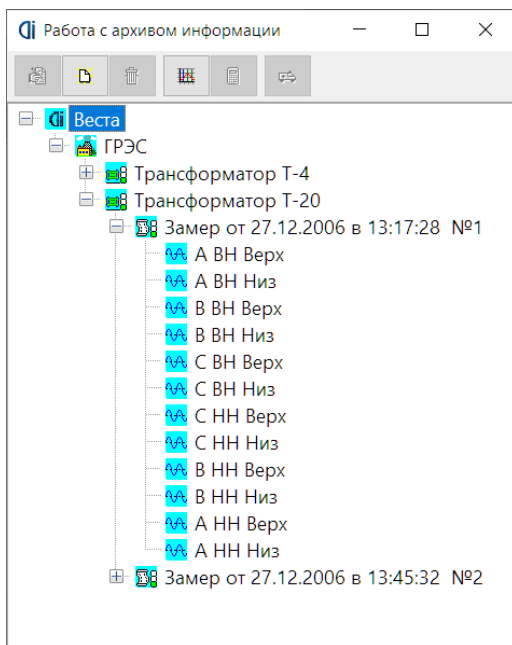 Работа с архивом информации
Веста
ГРЭС
Трансформатор Т-4
Трансформатор Т-20
Замер от 27.12.2006 в 13:17:28 №1
А ВН Верх
А ВН Низ
В ВН Верх
В ВН Низ
С ВН Верх
С ВН Низ
С НН Верх
С НН Низ
В НН Верх
В НН Низ
А НН Верх
А НН Низ
Замер от 27.12.2006 в 13:45:32 №2